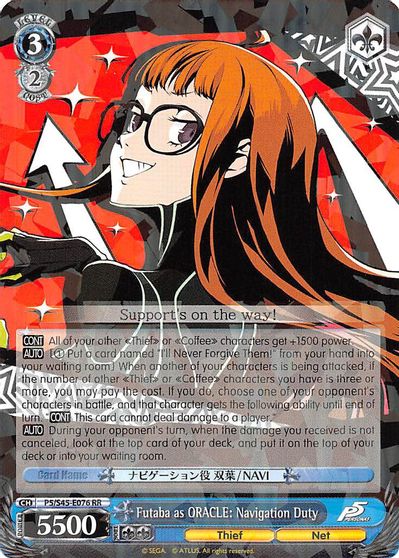 LEVEL
3
2
COST
Support's on the way!
CONT All of your other «Thief» or «Coffee» characters get +1500 power.
AUTO [① Put a card named "I'll Never Forgive Them!" from your hand into
your waiting room] When one of your characters is being attacked, if
the number of other «Thief» or «Coffee» characters you have is three or
more, you may pay the cost. If you do, choose one of your opponent's
characters in battle, and that character gets the following ability until end of
turn. "CONT This card cannot deal damage to a player."
AUTO During your opponent's turn, when the damage you received is not
canceled, look at the top card of your deck, and put it on the top of your
deck or into your waiting room.
Card Name ナビゲーション役 双葉/NAVI
CH P5/S45-E076 RR
Futaba as ORACLE: Navigation Duty
P5 PERSONA5
POWER 5500
Thief Net
© SEGA. © ATLUS. All rights reserved.